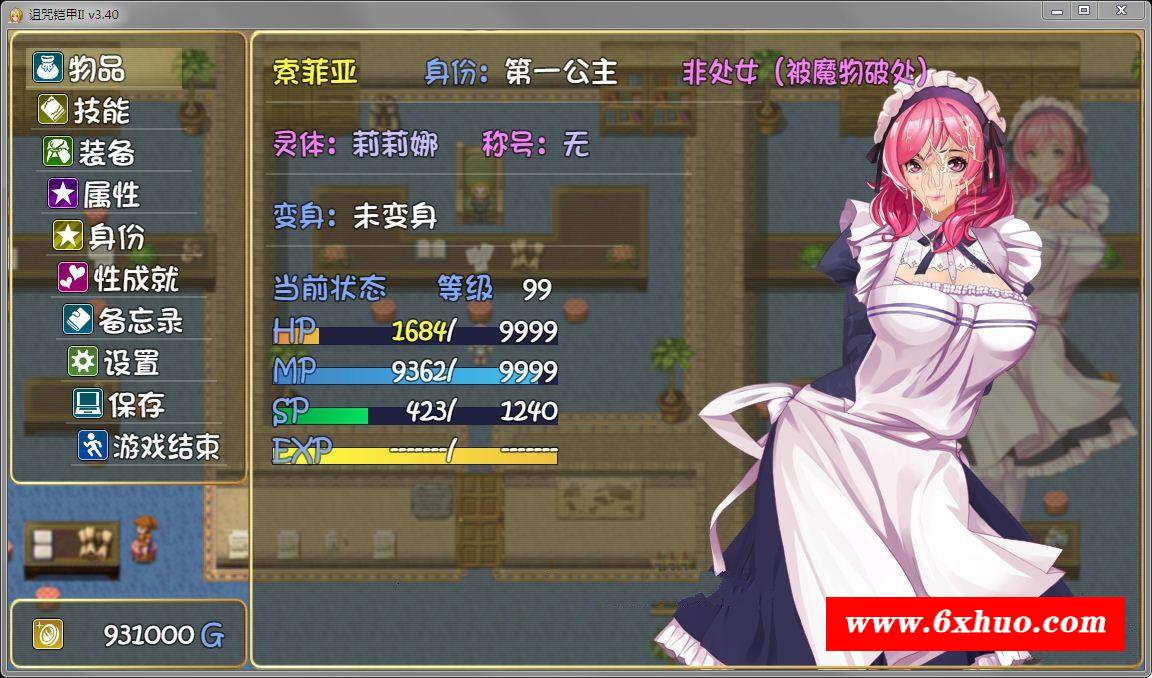 诅咒铠甲II v3.40
物品
技能
装备
属性
身份
性成就
备忘录
设置
保存
游戏结束
931000 G
索菲亚 身份：第一公主 非处女（被魔物破处）
灵体：莉莉娜 称号：无
变身：未变身
当前状态 等级 99
HP 1684/ 9999
MP 9362/ 9999
SP 423/ 1240
EXP -------/ -------
www.6xhuo.com